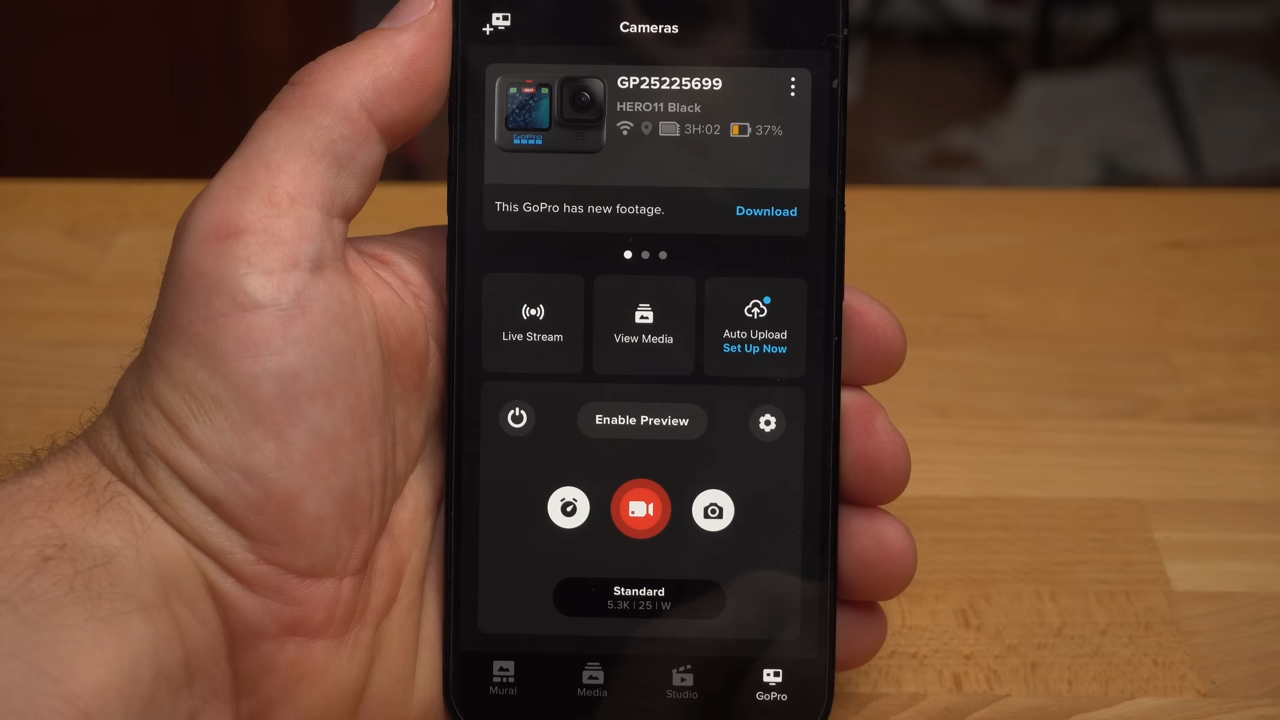 Cameras
GP25225699
HERO11 Black
3H:02 37%
GoPro
This GoPro has new footage. Download
Live Stream
View Media
Auto Upload
Set Up Now
Enable Preview
Standard
5.3K | 25 | W
Mural Media Studio GoPro